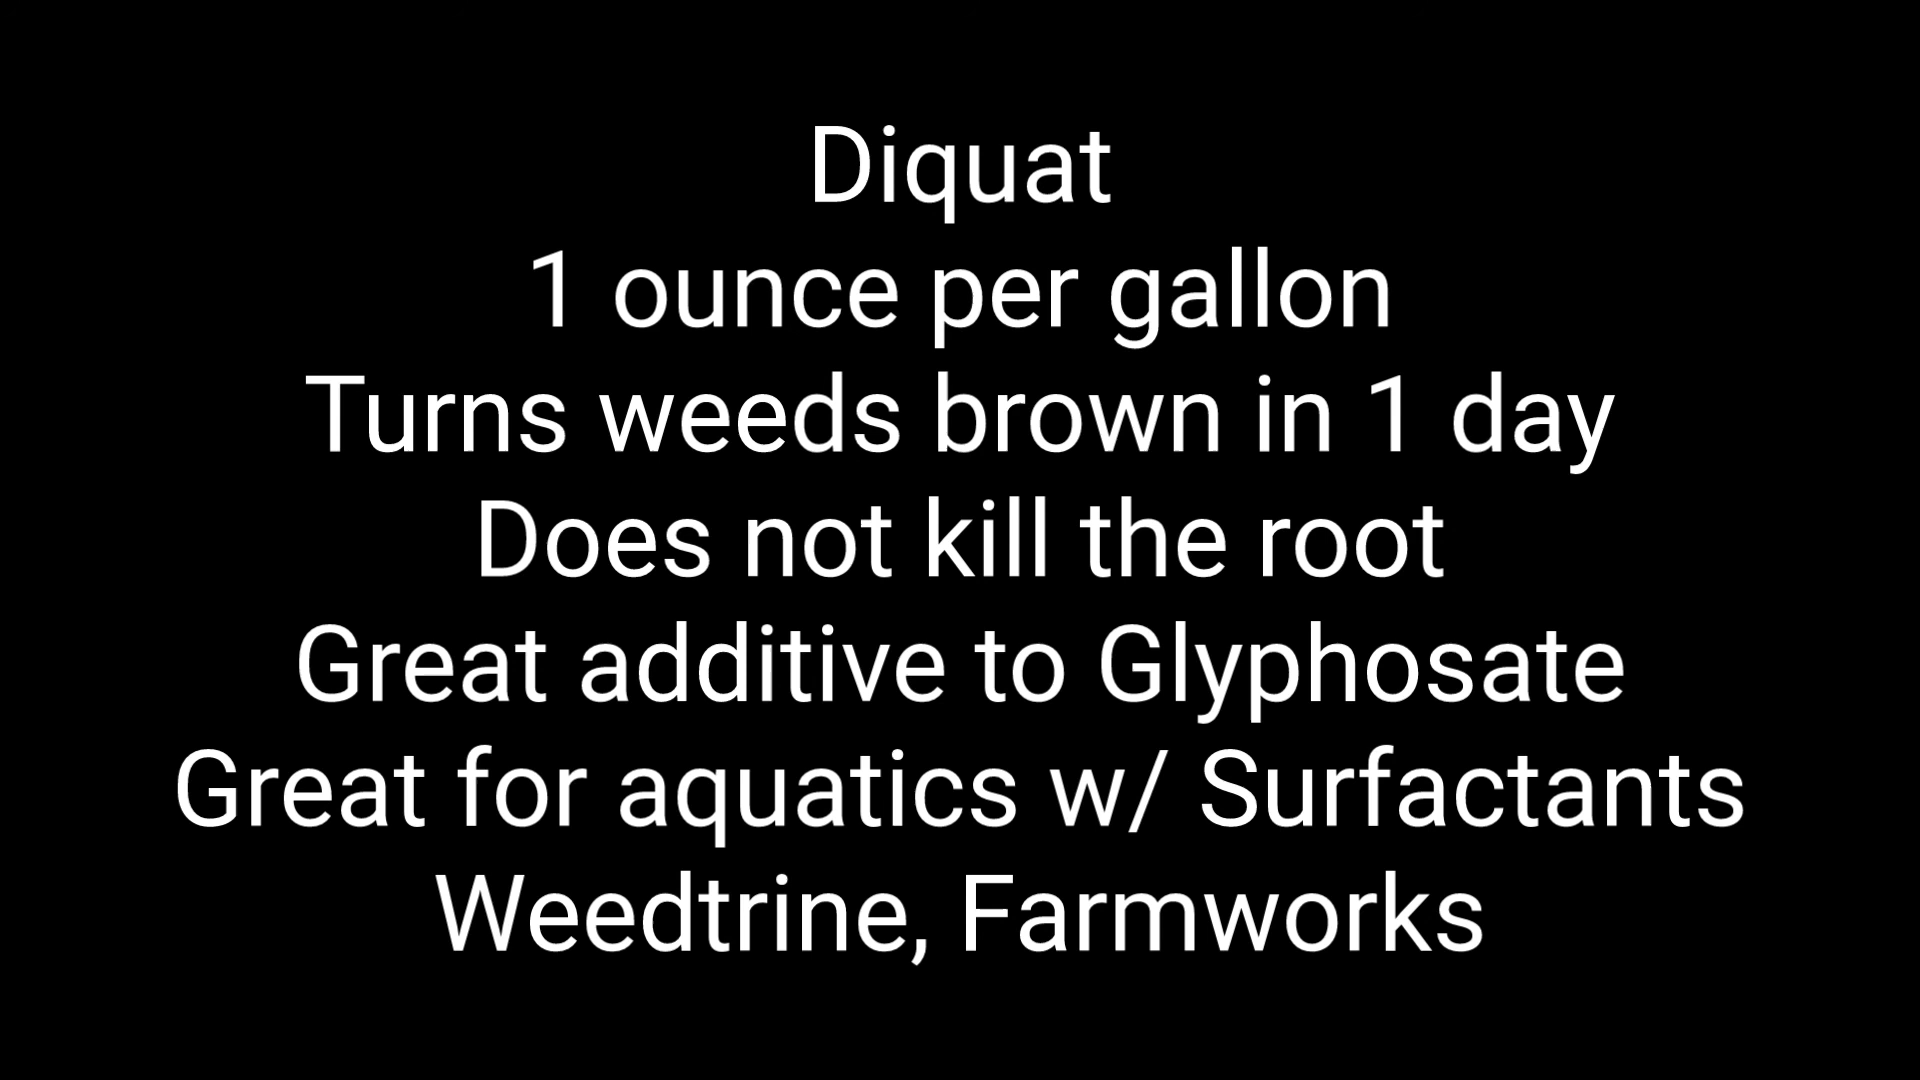 Diquat
1 ounce per gallon
Turns weeds brown in 1 day
Does not kill the root
Great additive to Glyphosate
Great for aquatics w/ Surfactants
Weedtrine, Farmworks